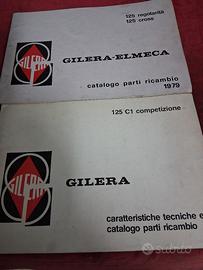 125 regolarità
125 cross
GILERA
GILERA-ELMECA
catalogo parti ricambio
1979
125 C1 competizione
GILERA
GILERA
caratteristiche tecniche e
catalogo parti ricambio
subito